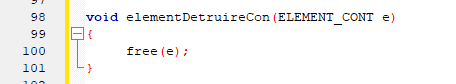 98 void elementDetruireCon(ELEMENT_CONT e)
99 {
100 free(e);
101 }